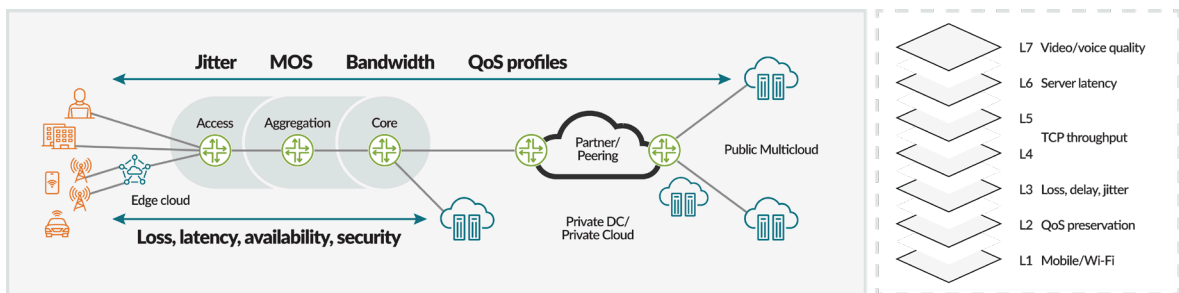 Jitter MOS Bandwidth QoS profiles
Access Aggregation Core
Partner/
Peering
Public Multicloud
Edge cloud
Loss, latency, availability, security
Private DC/
Private Cloud
L7 Video/voice quality
L6 Server latency
L5
TCP throughput
L4
L3 Loss, delay, jitter
L2 QoS preservation
L1 Mobile/Wi-Fi